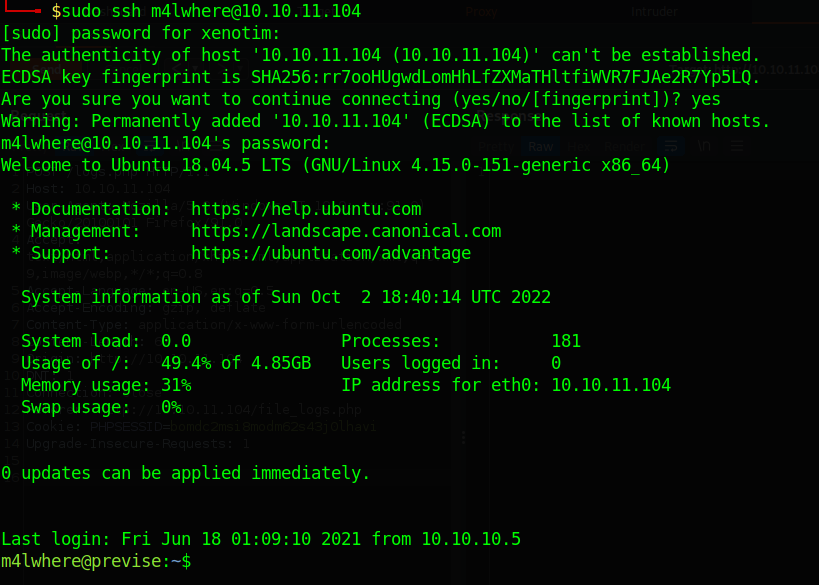 $sudo ssh m4lwhere@10.10.11.104
[sudo] password for xenotim:
The authenticity of host '10.10.11.104 (10.10.11.104)' can't be established.
ECDSA key fingerprint is SHA256:rr7ooHUgwdLomHhLfZXMaTHltfiWVR7FJAe2R7Yp5LQ.
Are you sure you want to continue connecting (yes/no/[fingerprint])? yes
Warning: Permanently added '10.10.11.104' (ECDSA) to the list of known hosts.
m4lwhere@10.10.11.104's password:
Welcome to Ubuntu 18.04.5 LTS (GNU/Linux 4.15.0-151-generic x86_64)
* Documentation:  https://help.ubuntu.com
* Management:     https://landscape.canonical.com
* Support:        https://ubuntu.com/advantage
System information as of Sun Oct  2 18:40:14 UTC 2022
System load:  0.0               Processes:           181
Usage of /:   49.4% of 4.85GB   Users logged in:     0
Memory usage: 31%               IP address for eth0: 10.10.11.104
Swap usage:   0%
0 updates can be applied immediately.
Last login: Fri Jun 18 01:09:10 2021 from 10.10.10.5
m4lwhere@previse:~$